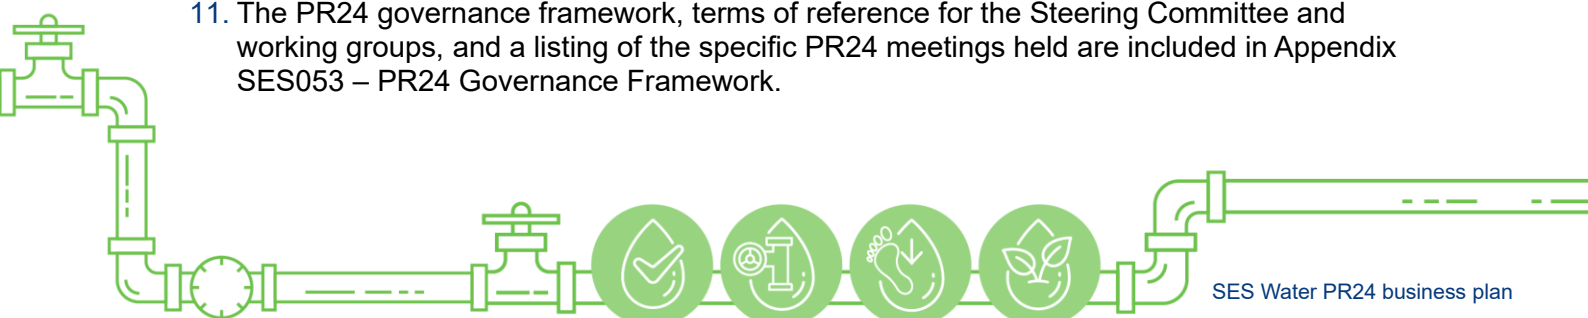 11. The PR24 governance framework, terms of reference for the Steering Committee and
working groups, and a listing of the specific PR24 meetings held are included in Appendix
SES053 – PR24 Governance Framework.
SES Water PR24 business plan